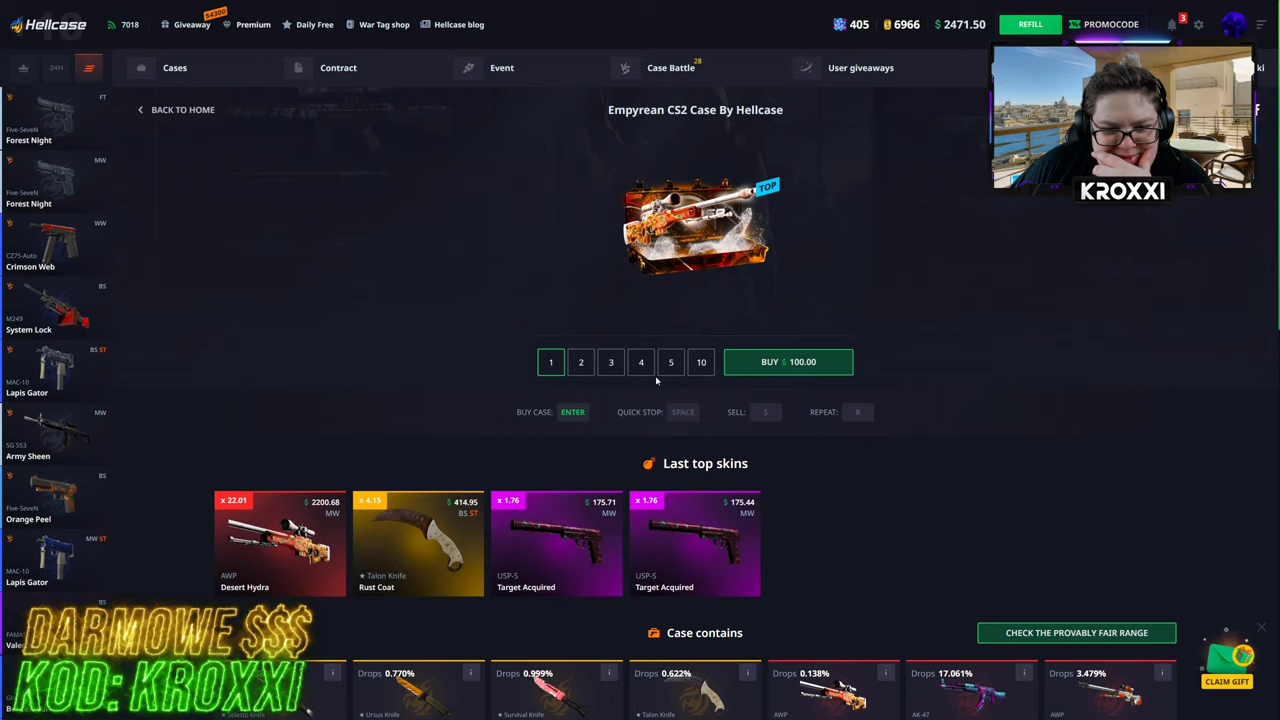 Hellcase
7018
Giveaway
$4300
Premium
Daily Free
War Tag shop
Hellcase blog
405
6966
$ 2471.50
REFILL
PROMOCODE
3
24H
Cases
Contract
Event
Case Battle
28
User giveaways
BACK TO HOME
Empyrean CS2 Case By Hellcase
TOP
KROXXI
FT
Five-SeveN
Forest Night
MW
Five-SeveN
Forest Night
WW
CZ75-Auto
Crimson Web
BS
M249
System Lock
BS ST
MAC-10
Lapis Gator
MW
SG 553
Army Sheen
BS
Five-SeveN
Orange Peel
MW ST
MAC-10
Lapis Gator
BS
1
2
3
4
5
10
BUY $ 100.00
BUY CASE: ENTER
QUICK STOP: SPACE
SELL: S
REPEAT: R
Last top skins
x 22.01
$ 2200.68
MW
AWP
Desert Hydra
x 4.15
$ 414.95
BS ST
★ Talon Knife
Rust Coat
x 1.76
$ 175.71
MW
USP-S
Target Acquired
x 1.76
$ 175.44
MW
USP-S
Target Acquired
DARMOWE $$$
KOD: KROXXI
Case contains
CHECK THE PROVABLY FAIR RANGE
CLAIM GIFT
Drops 0.770%
★ Ursus Knife
Drops 0.999%
★ Survival Knife
Drops 0.622%
★ Talon Knife
Drops 0.138%
AWP
Drops 17.061%
AK-47
Drops 3.479%
AWP